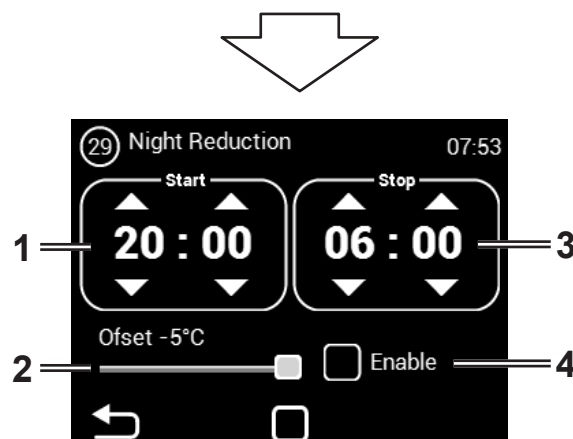 29 Night Reduction 07:53
Start Stop
1 20 : 00 06 : 00 3
Ofset -5°C
2 Enable 4